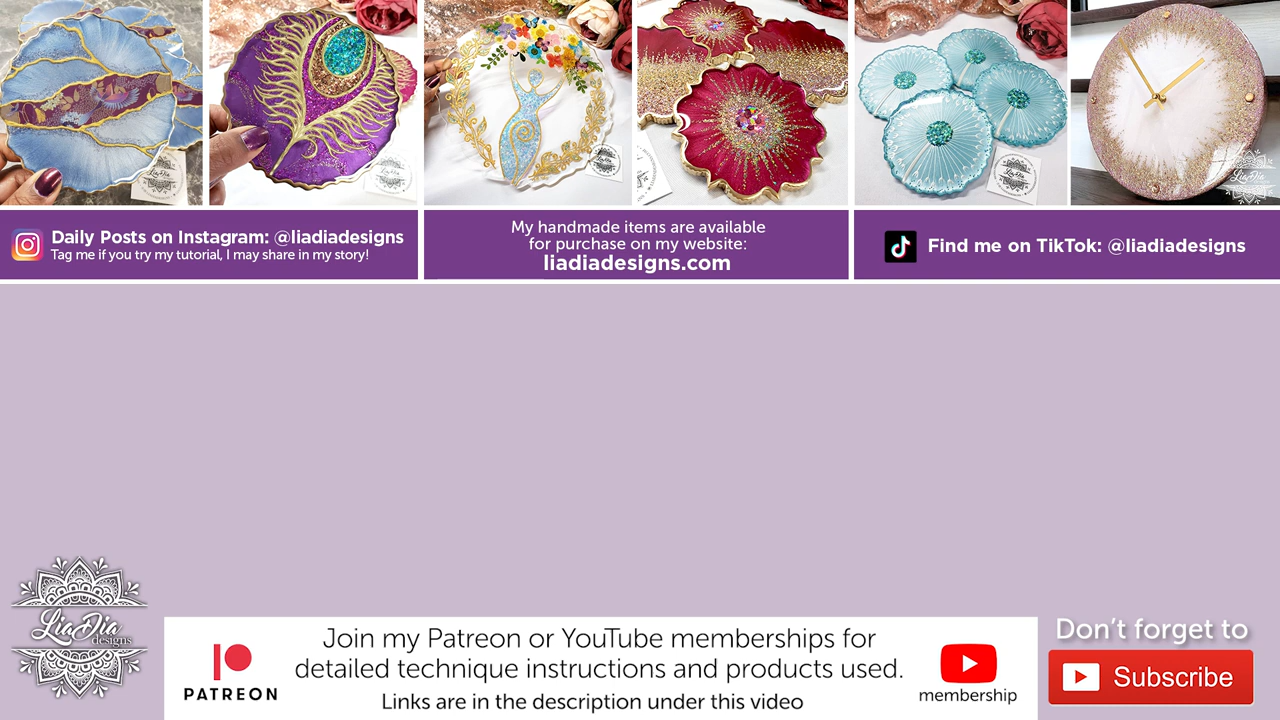 Daily Posts on Instagram: @liadiadesigns
Tag me if you try my tutorial, I may share in my story!
My handmade items are available
for purchase on my website:
liadiadesigns.com
Find me on TikTok: @liadiadesigns
LiaDia
designs
PATREON
Join my Patreon or YouTube memberships for
detailed technique instructions and products used.
Links are in the description under this video
membership
Don't forget to
Subscribe